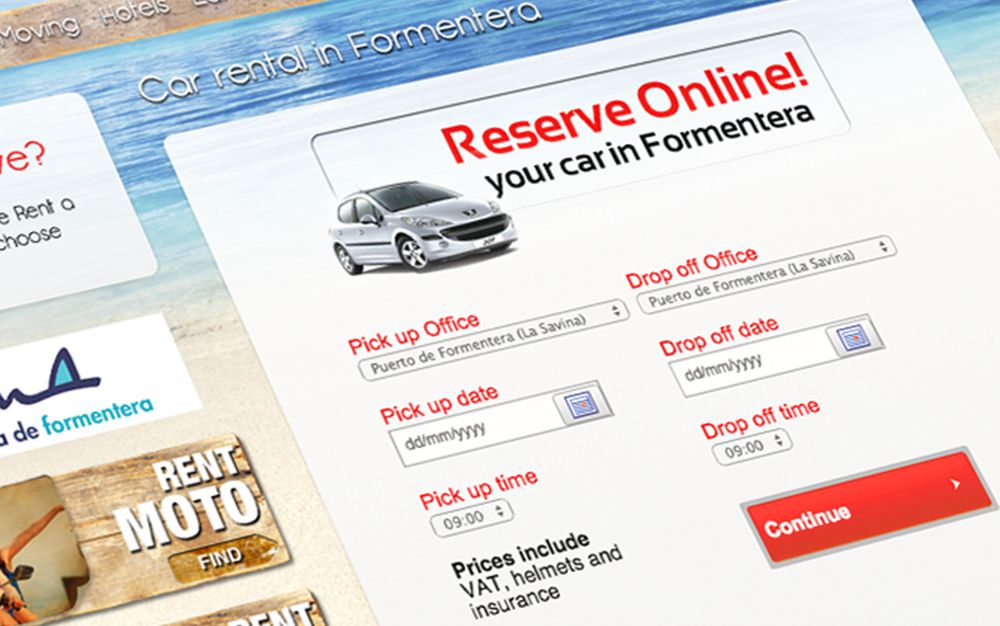 Moving Hotels
Car rental in Formentera
Reserve Online!
your car in Formentera
ve?
e Rent a
choose
Pick up Office
Puerto de Formentera (La Savina)
Drop off Office
Puerto de Formentera (La Savina)
Pick up date
dd/mm/yyyy
Drop off date
dd/mm/yyyy
Pick up time
09:00
Drop off time
09:00
Prices include
VAT, helmets and
insurance
Continue
a de formentera
RENT
MOTO
FIND
RENT
207